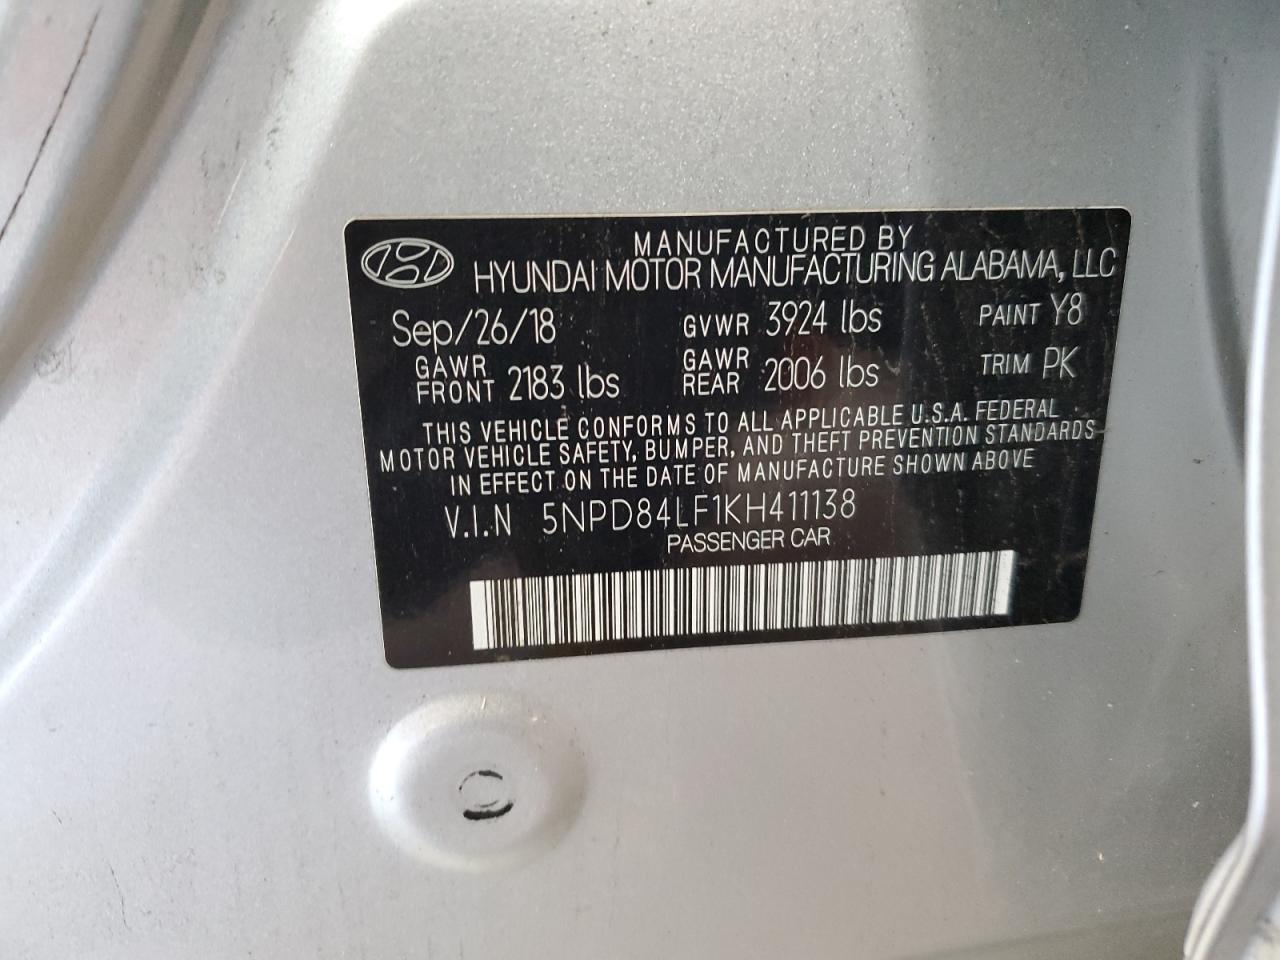 MANUFACTURED BY
HYUNDAI MOTOR MANUFACTURING ALABAMA, LLC
Sep/26/18 GVWR 3924 lbs PAINT Y8
GAWR FRONT 2183 lbs GAWR REAR 2006 lbs TRIM PK
THIS VEHICLE CONFORMS TO ALL APPLICABLE U.S.A. FEDERAL
MOTOR VEHICLE SAFETY, BUMPER, AND THEFT PREVENTION STANDARDS
IN EFFECT ON THE DATE OF MANUFACTURE SHOWN ABOVE
V.I.N 5NPD84LF1KH411138
PASSENGER CAR